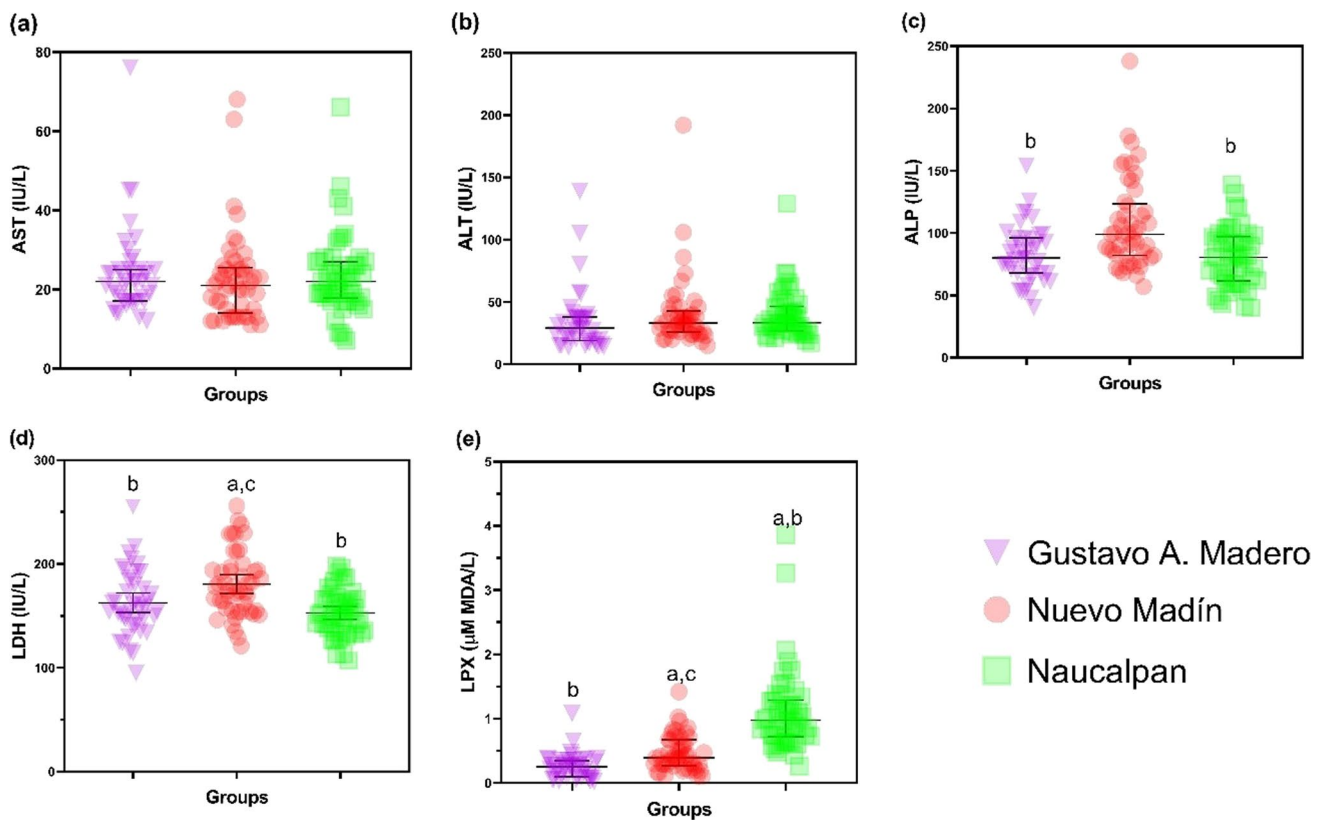 (a)
80
60
40
20
0
AST (IU/L)
Groups
(b)
250
200
150
100
50
0
ALT (IU/L)
Groups
(c)
250
200
150
100
50
0
ALP (IU/L)
b
b
Groups
(d)
300
200
100
0
LDH (IU/L)
b
a,c
b
Groups
(e)
5
4
3
2
1
0
LPX (μM MDA/L)
b
a,c
a,b
Groups
Gustavo A. Madero
Nuevo Madín
Naucalpan